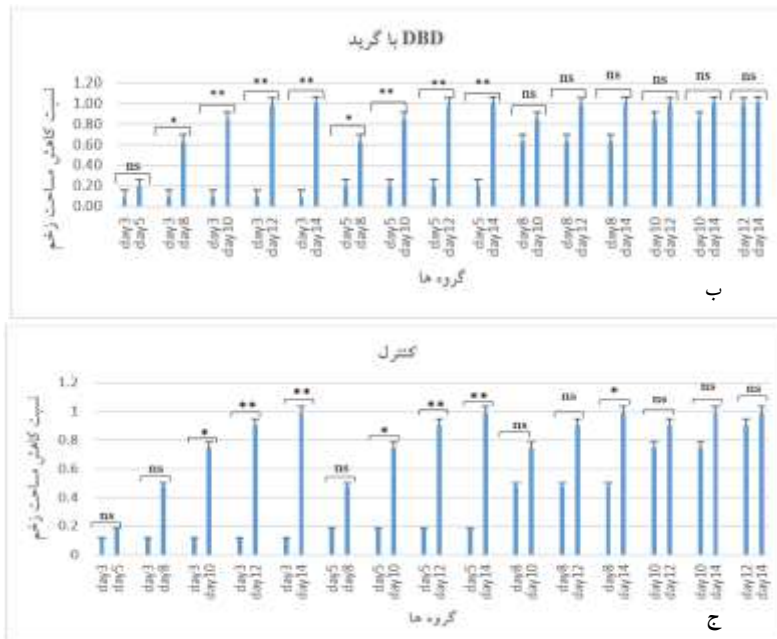 DBD با گرید
نسبت کاهش مساحت زخم
1.20
1.00
0.80
0.60
0.40
0.20
0.00
ns * ** ** ** * ** ** ** ns ns ns ns ns ns
day3 day5 day3 day8 day3 day10 day3 day12 day3 day14 day5 day8 day5 day10 day5 day12 day5 day14 day8 day10 day8 day12 day8 day14 day10 day12 day10 day14 day12 day14
گروه ها
ب
کنترل
نسبت کاهش مساحت زخم
1.2
1
0.8
0.6
0.4
0.2
0
ns ns * ** ** ns * ** ** ns ns * ns ns ns
day3 day5 day3 day8 day3 day10 day3 day12 day3 day14 day5 day8 day5 day10 day5 day12 day5 day14 day8 day10 day8 day12 day8 day14 day10 day12 day10 day14 day12 day14
گروه ها
ج